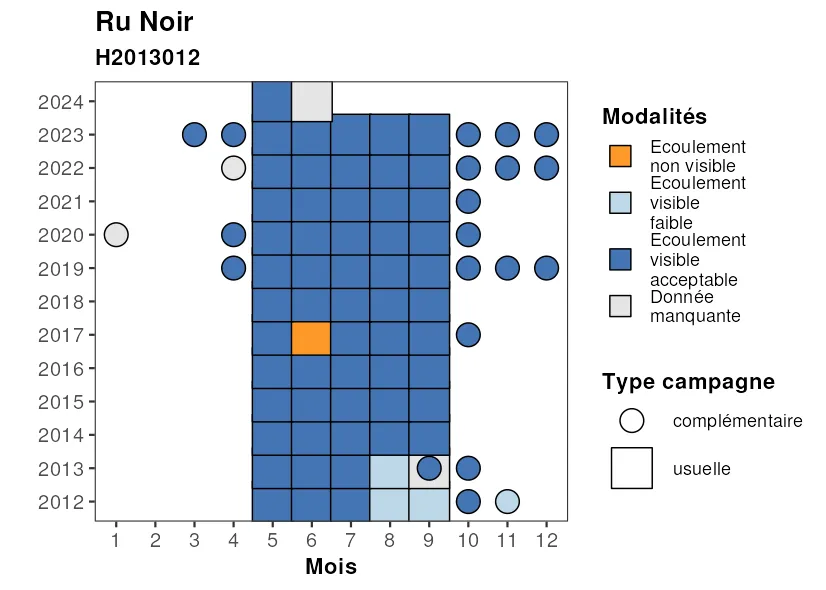 Ru Noir
H2013012
2024
2023
2022
2021
2020
2019
2018
2017
2016
2015
2014
2013
2012
1 2 3 4 5 6 7 8 9 10 11 12
Mois
Modalités
Ecoulement
non visible
Ecoulement
visible
faible
Ecoulement
visible
acceptable
Donnée
manquante
Type campagne
complémentaire
usuelle